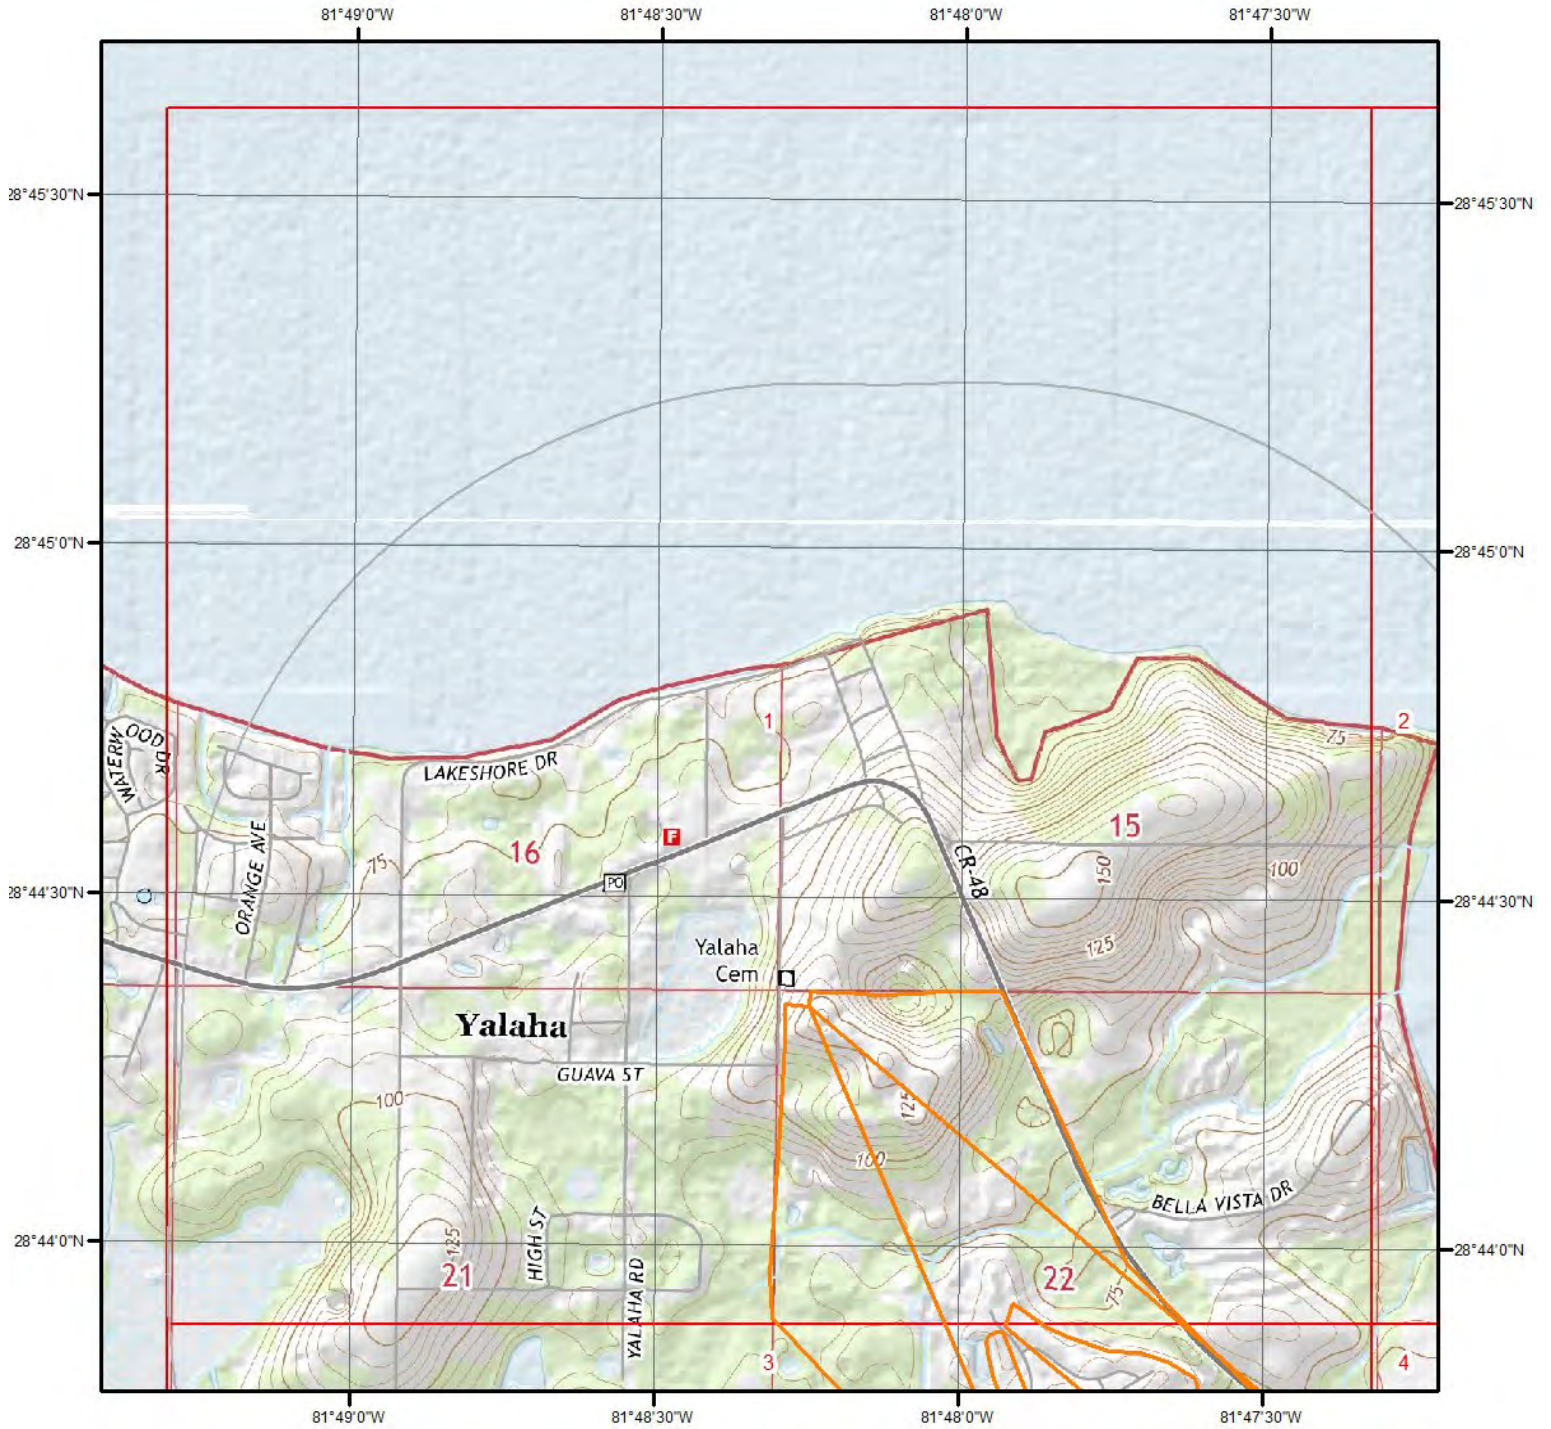 81°49'0"W 81°48'30"W 81°48'0"W 81°47'30"W
28°45'30"N
28°45'30"N
28°45'0"N
28°45'0"N
1
2
75
WATERWOOD DR
LAKESHORE DR
ORANGE AVE
16
F
15
75
CR-48
150
100
PO
28°44'30"N
28°44'30"N
125
Yalaha
Cem
Yalaha
GUAVA ST
100
125
100
BELLA VISTA DR
HIGH ST
125
28°44'0"N
28°44'0"N
21
YALAHA RD
22
75
3
4
81°49'0"W 81°48'30"W 81°48'0"W 81°47'30"W